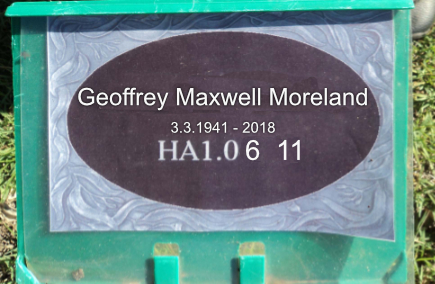 Geoffrey Maxwell Moreland
3.3.1941 - 2018
HA1.0 6 11